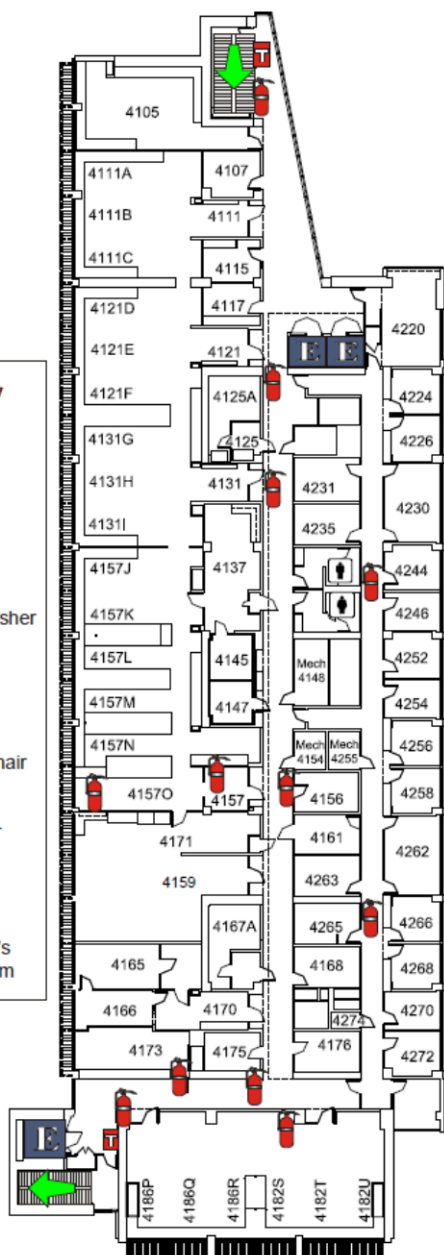 T
4105
4107
4111A
4111B
4111
4111C
4115
4117
4121D
4121E
4121
4121F
4125A
4125
4131G
4131H
4131
4131I
4137
4157J
4157K
4157L
4145
4157M
4147
4157N
4157O
4157
4171
4159
4167A
4165
4166
4170
4173
4175
E E
4220
4224
4226
4231
4230
4235
4244
4246
4252
Mech
4148
4254
Mech
4154
Mech
4255
4256
4156
4258
4161
4262
4263
4265
4266
4168
4268
4274
4270
4176
4272
sher
hair
's
m
E
T
4186P
4186Q
4186R
4182S
4182T
4182U